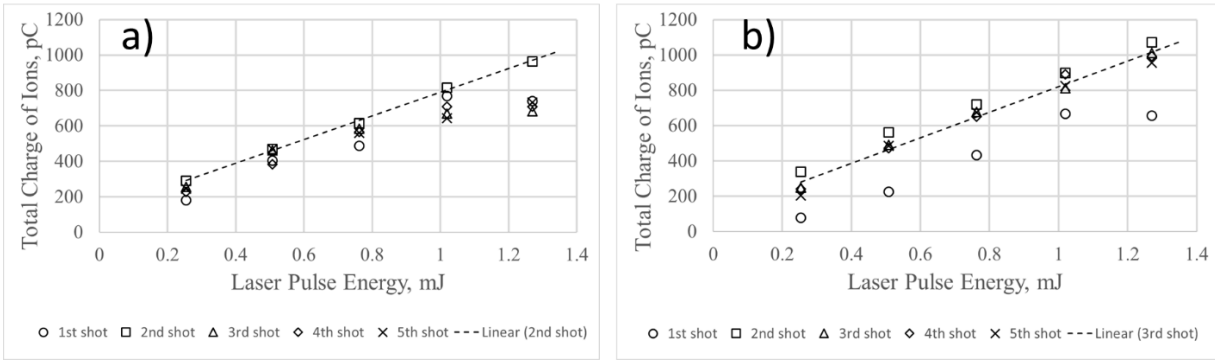 a)
Total Charge of Ions, pC
1200
1000
800
600
400
200
0
0 0.2 0.4 0.6 0.8 1 1.2 1.4
Laser Pulse Energy, mJ
1st shot 2nd shot 3rd shot 4th shot 5th shot Linear (2nd shot)
b)
Total Charge of Ions, pC
1200
1000
800
600
400
200
0
0 0.2 0.4 0.6 0.8 1 1.2 1.4
Laser Pulse Energy, mJ
1st shot 2nd shot 3rd shot 4th shot 5th shot Linear (3rd shot)